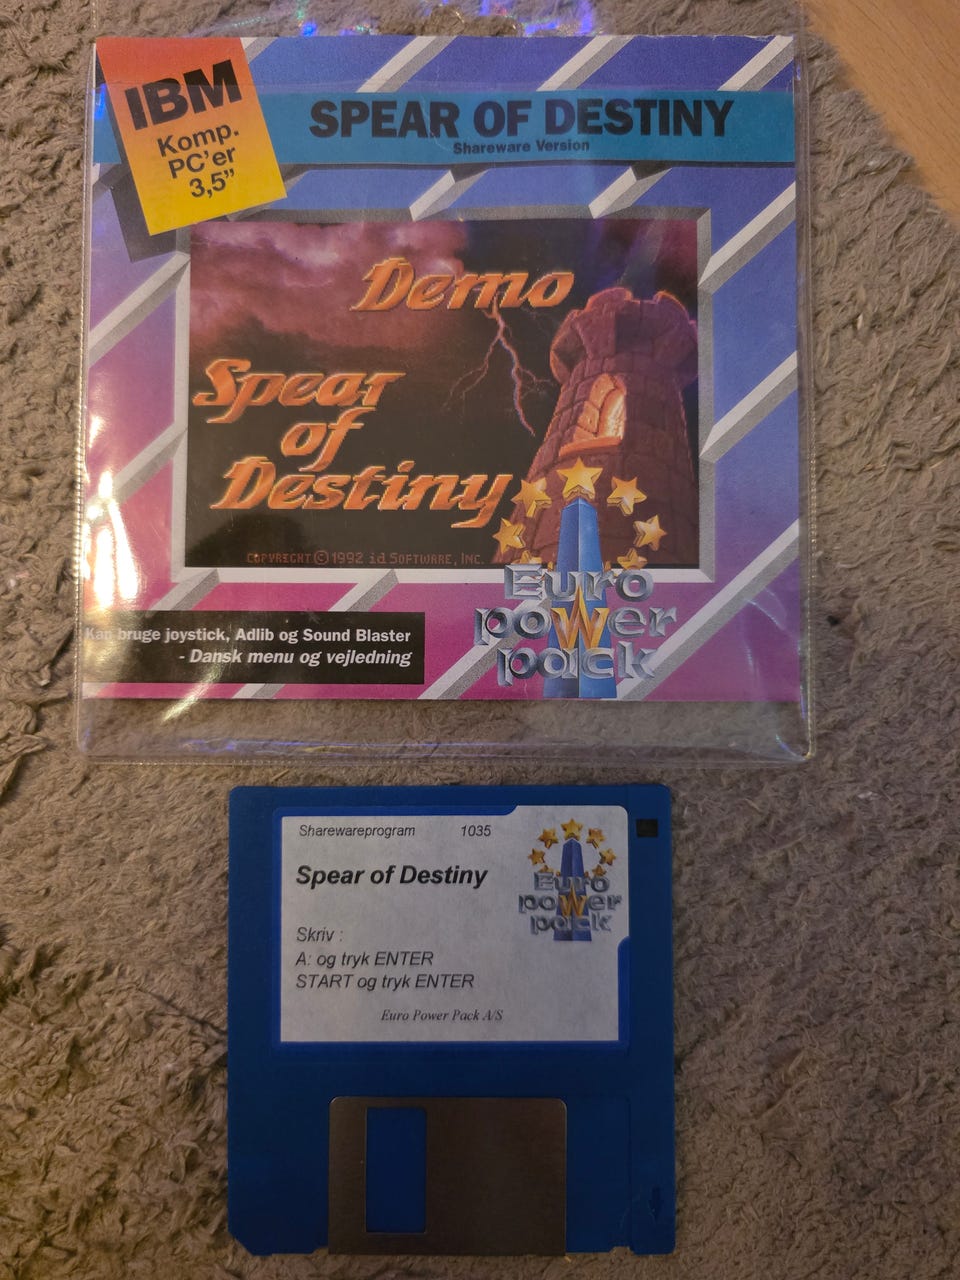 IBM
Komp.
PC'er
3,5"
SPEAR OF DESTINY
Shareware Version
Demo
Spear
of
Destiny
COPYRIGHT © 1992 id SOFTWARE, INC.
Euro
power
pack
Kan bruge joystick, Adlib og Sound Blaster
- Dansk menu og vejledning
Sharewareprogram 1035
Spear of Destiny
Euro
power
pack
Skriv :
A: og tryk ENTER
START og tryk ENTER
Euro Power Pack A/S